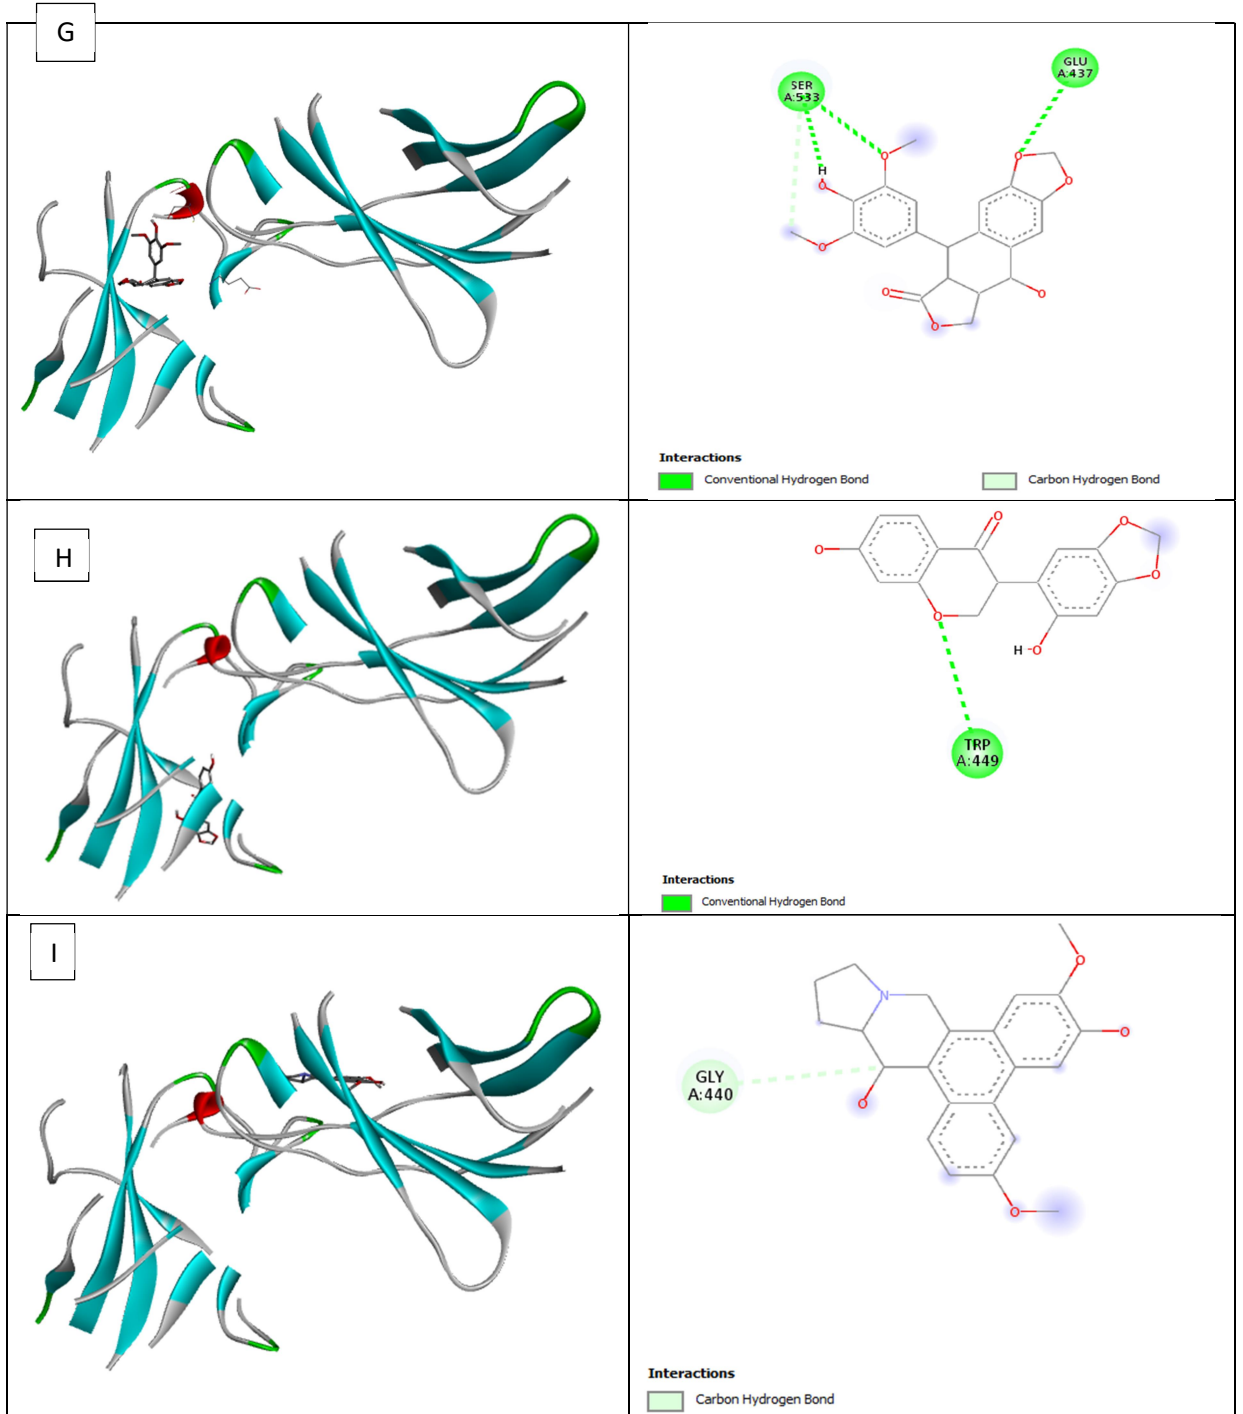 G
SER
A:533
GLU
A:437
H
O
O
O
O
O
O
O
O
Interactions
Conventional Hydrogen Bond
Carbon Hydrogen Bond
H
O
O
O
O
O
H-O
TRP
A:449
Interactions
Conventional Hydrogen Bond
I
O
N
O
GLY
A:440
O
O
Interactions
Carbon Hydrogen Bond